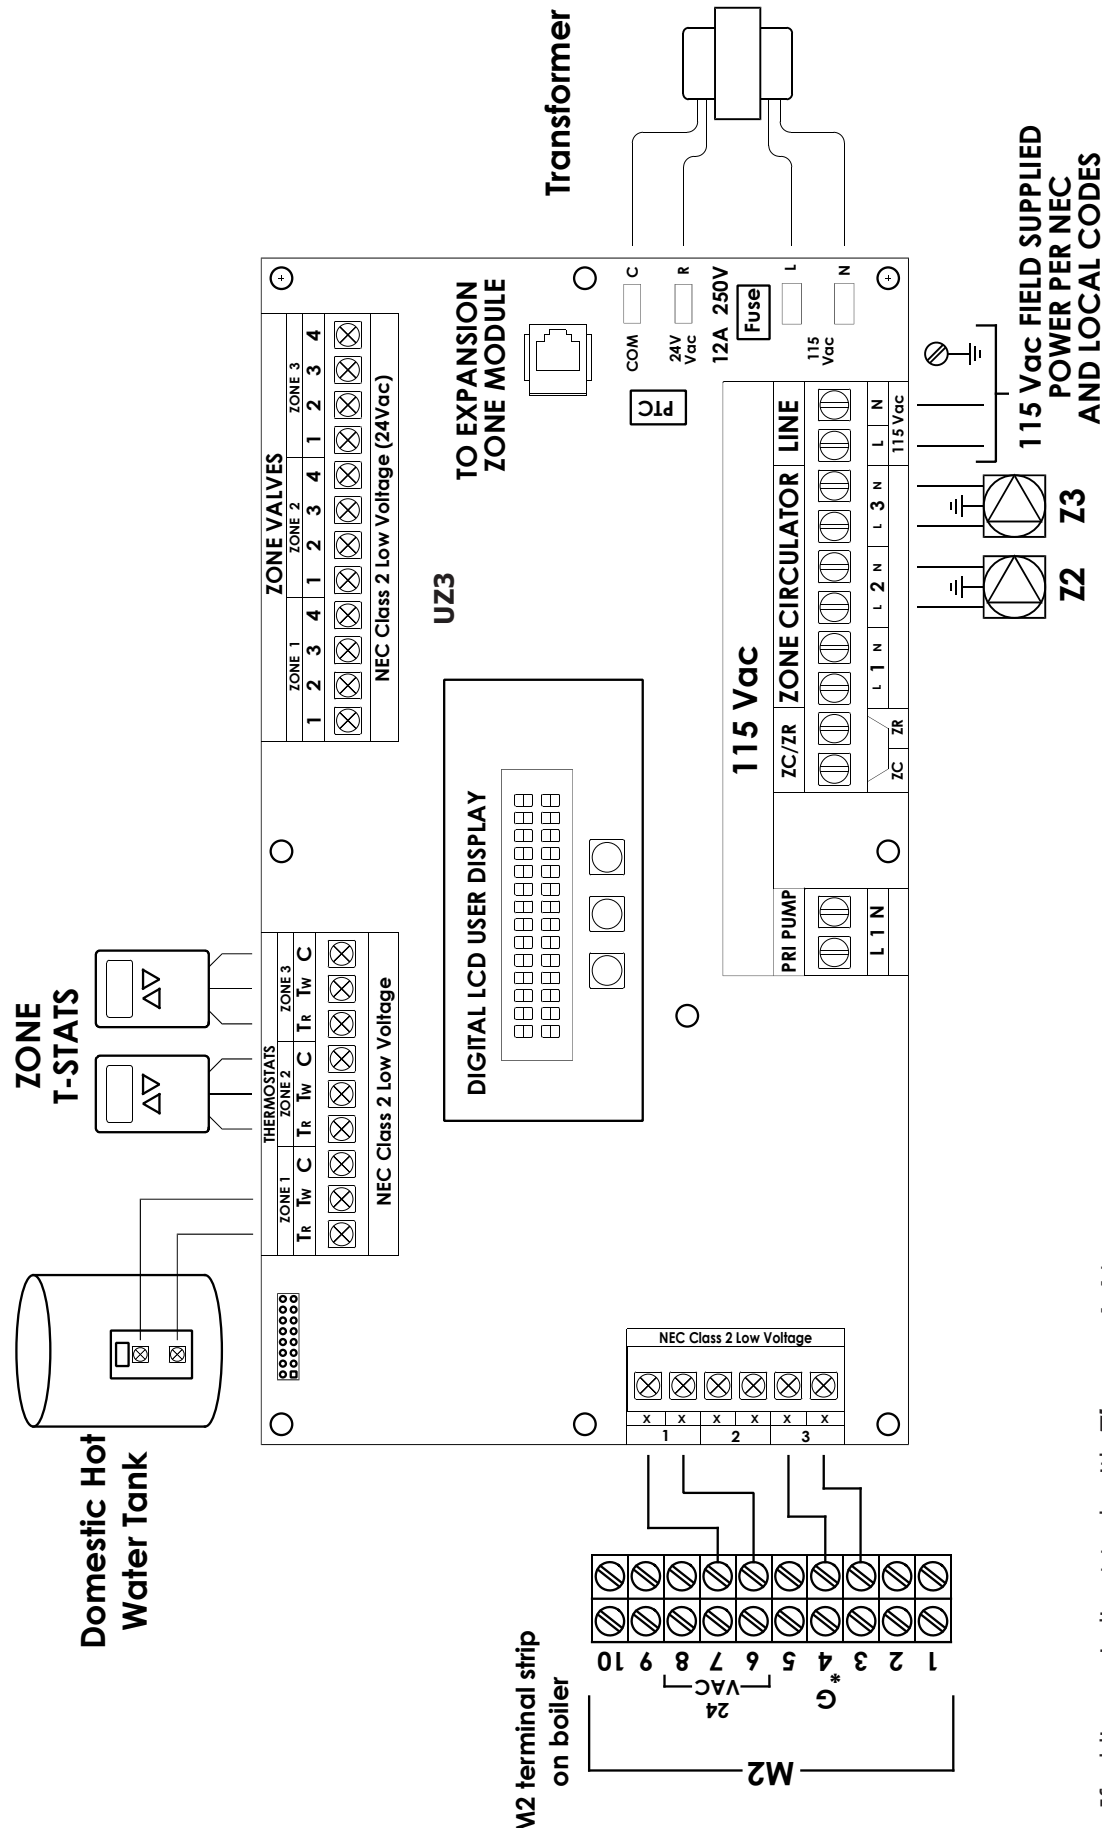 Transformer
115 Vac FIELD SUPPLIED
POWER PER NEC
AND LOCAL CODES
ZONE VALVES
ZONE 1
ZONE 2
ZONE 3
1 2 3 4 1 2 3 4 1 2 3 4
NEC Class 2 Low Voltage (24Vac)
TO EXPANSION
ZONE MODULE
COM
C
24V
Vac
R
12A 250V
Fuse
115
Vac
L
N
PTC
UZ3
115 Vac
ZC/ZR
ZONE CIRCULATOR
LINE
ZC ZR
L 1 N
L 2 N
L 3 N
L N
115 Vac
Z2
Z3
DIGITAL LCD USER DISPLAY
PRI PUMP
L 1 N
ZONE
T-STATS
THERMOSTATS
ZONE 1
ZONE 2
ZONE 3
TR TW C TR TW C TR TW C
NEC Class 2 Low Voltage
Domestic Hot
Water Tank
NEC Class 2 Low Voltage
x x x x x x
1 2 3
M2 terminal strip
on boiler
10 9 8 7 6 5 4 3 2 1
24
VAC
G*
M2